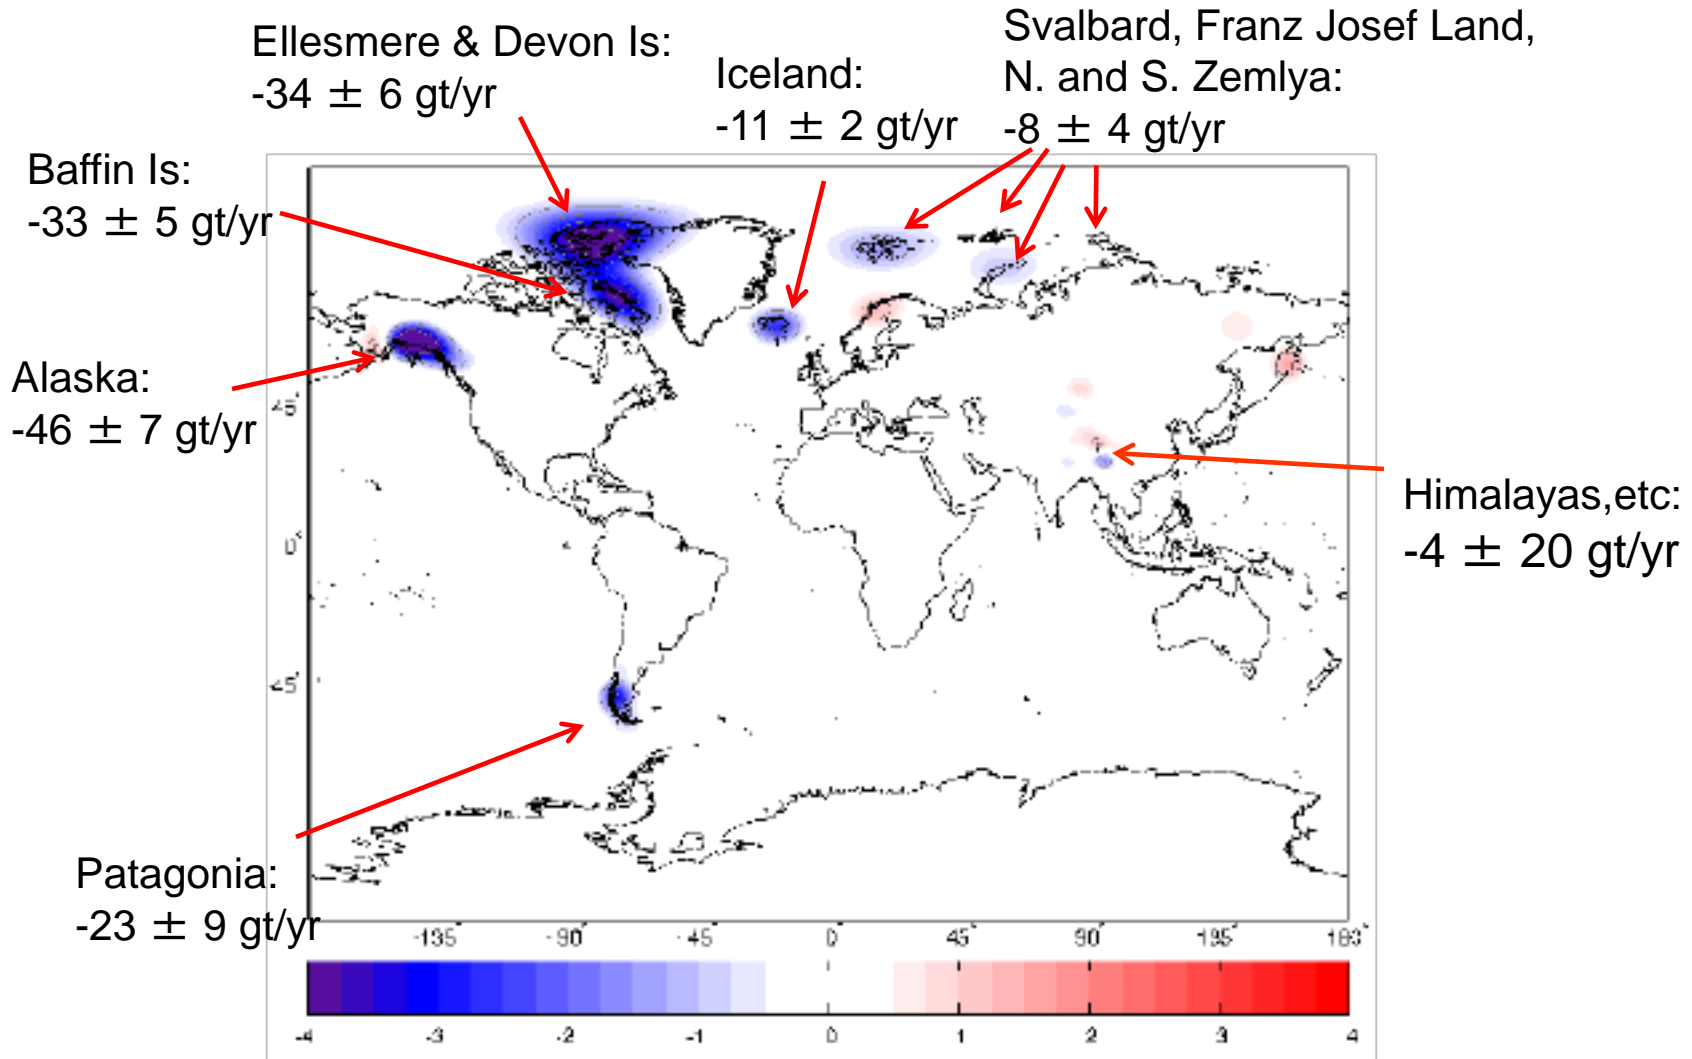 Ellesmere & Devon Is:
-34 ± 6 gt/yr
Iceland:
-11 ± 2 gt/yr
Svalbard, Franz Josef Land,
N. and S. Zemlya:
-8 ± 4 gt/yr
Baffin Is:
-33 ± 5 gt/yr
Alaska:
-46 ± 7 gt/yr
45°
0°
45°
Himalayas,etc:
-4 ± 20 gt/yr
Patagonia:
-23 ± 9 gt/yr
-135° -90° -45° 0° 45° 90° 135° 180°
-4 -3 -2 -1 0 1 2 3 4